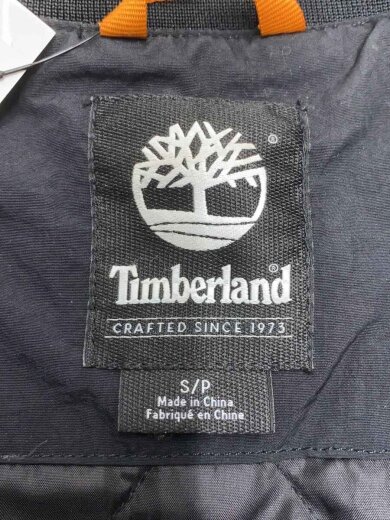 ®
Timberland®
CRAFTED SINCE 1973
S/P
Made in China
Fabriqué en Chine